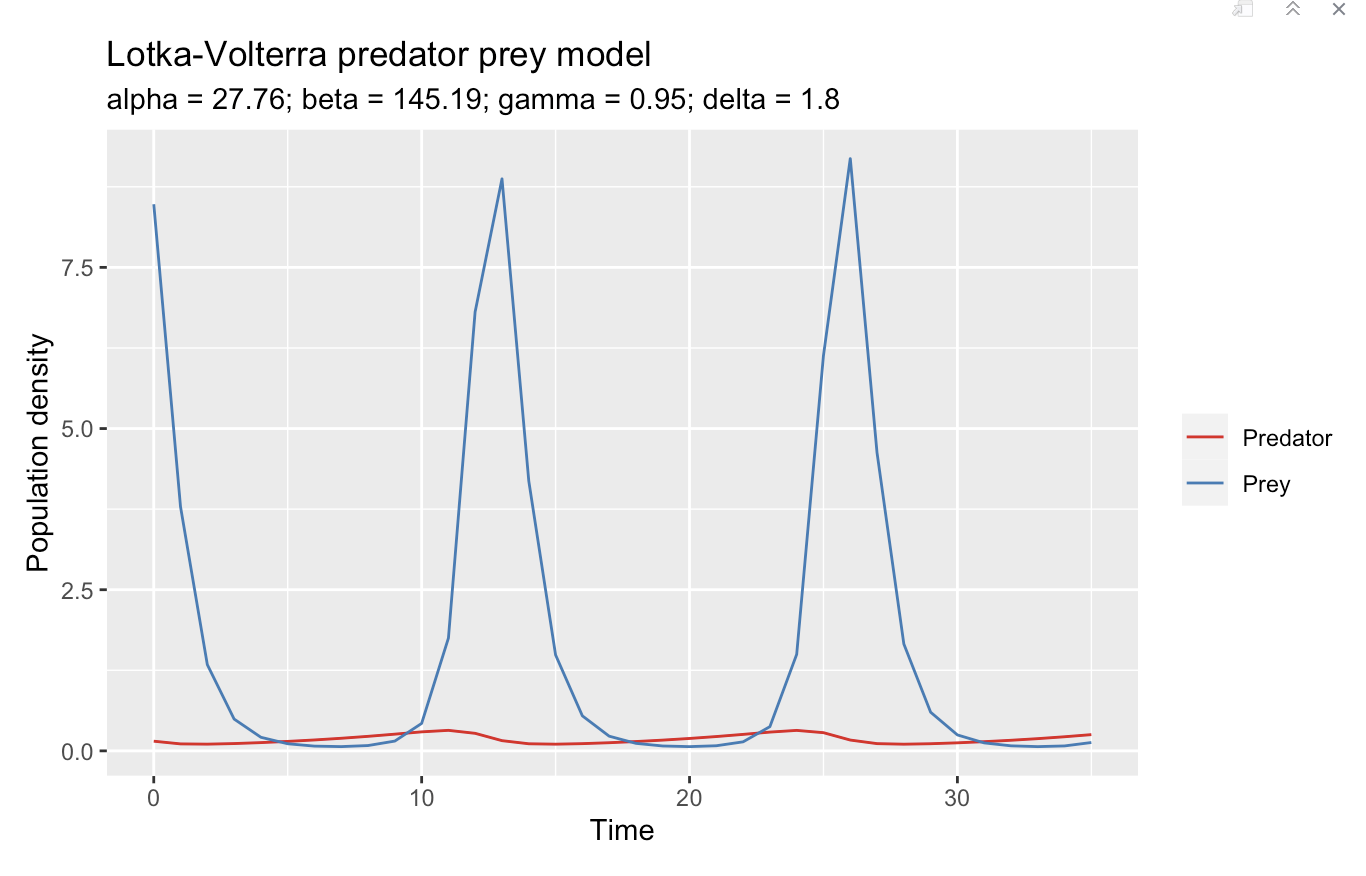 Lotka-Volterra predator prey model
alpha = 27.76; beta = 145.19; gamma = 0.95; delta = 1.8
Population density
7.5
5.0
2.5
0.0
0 10 20 30
Time
Predator
Prey